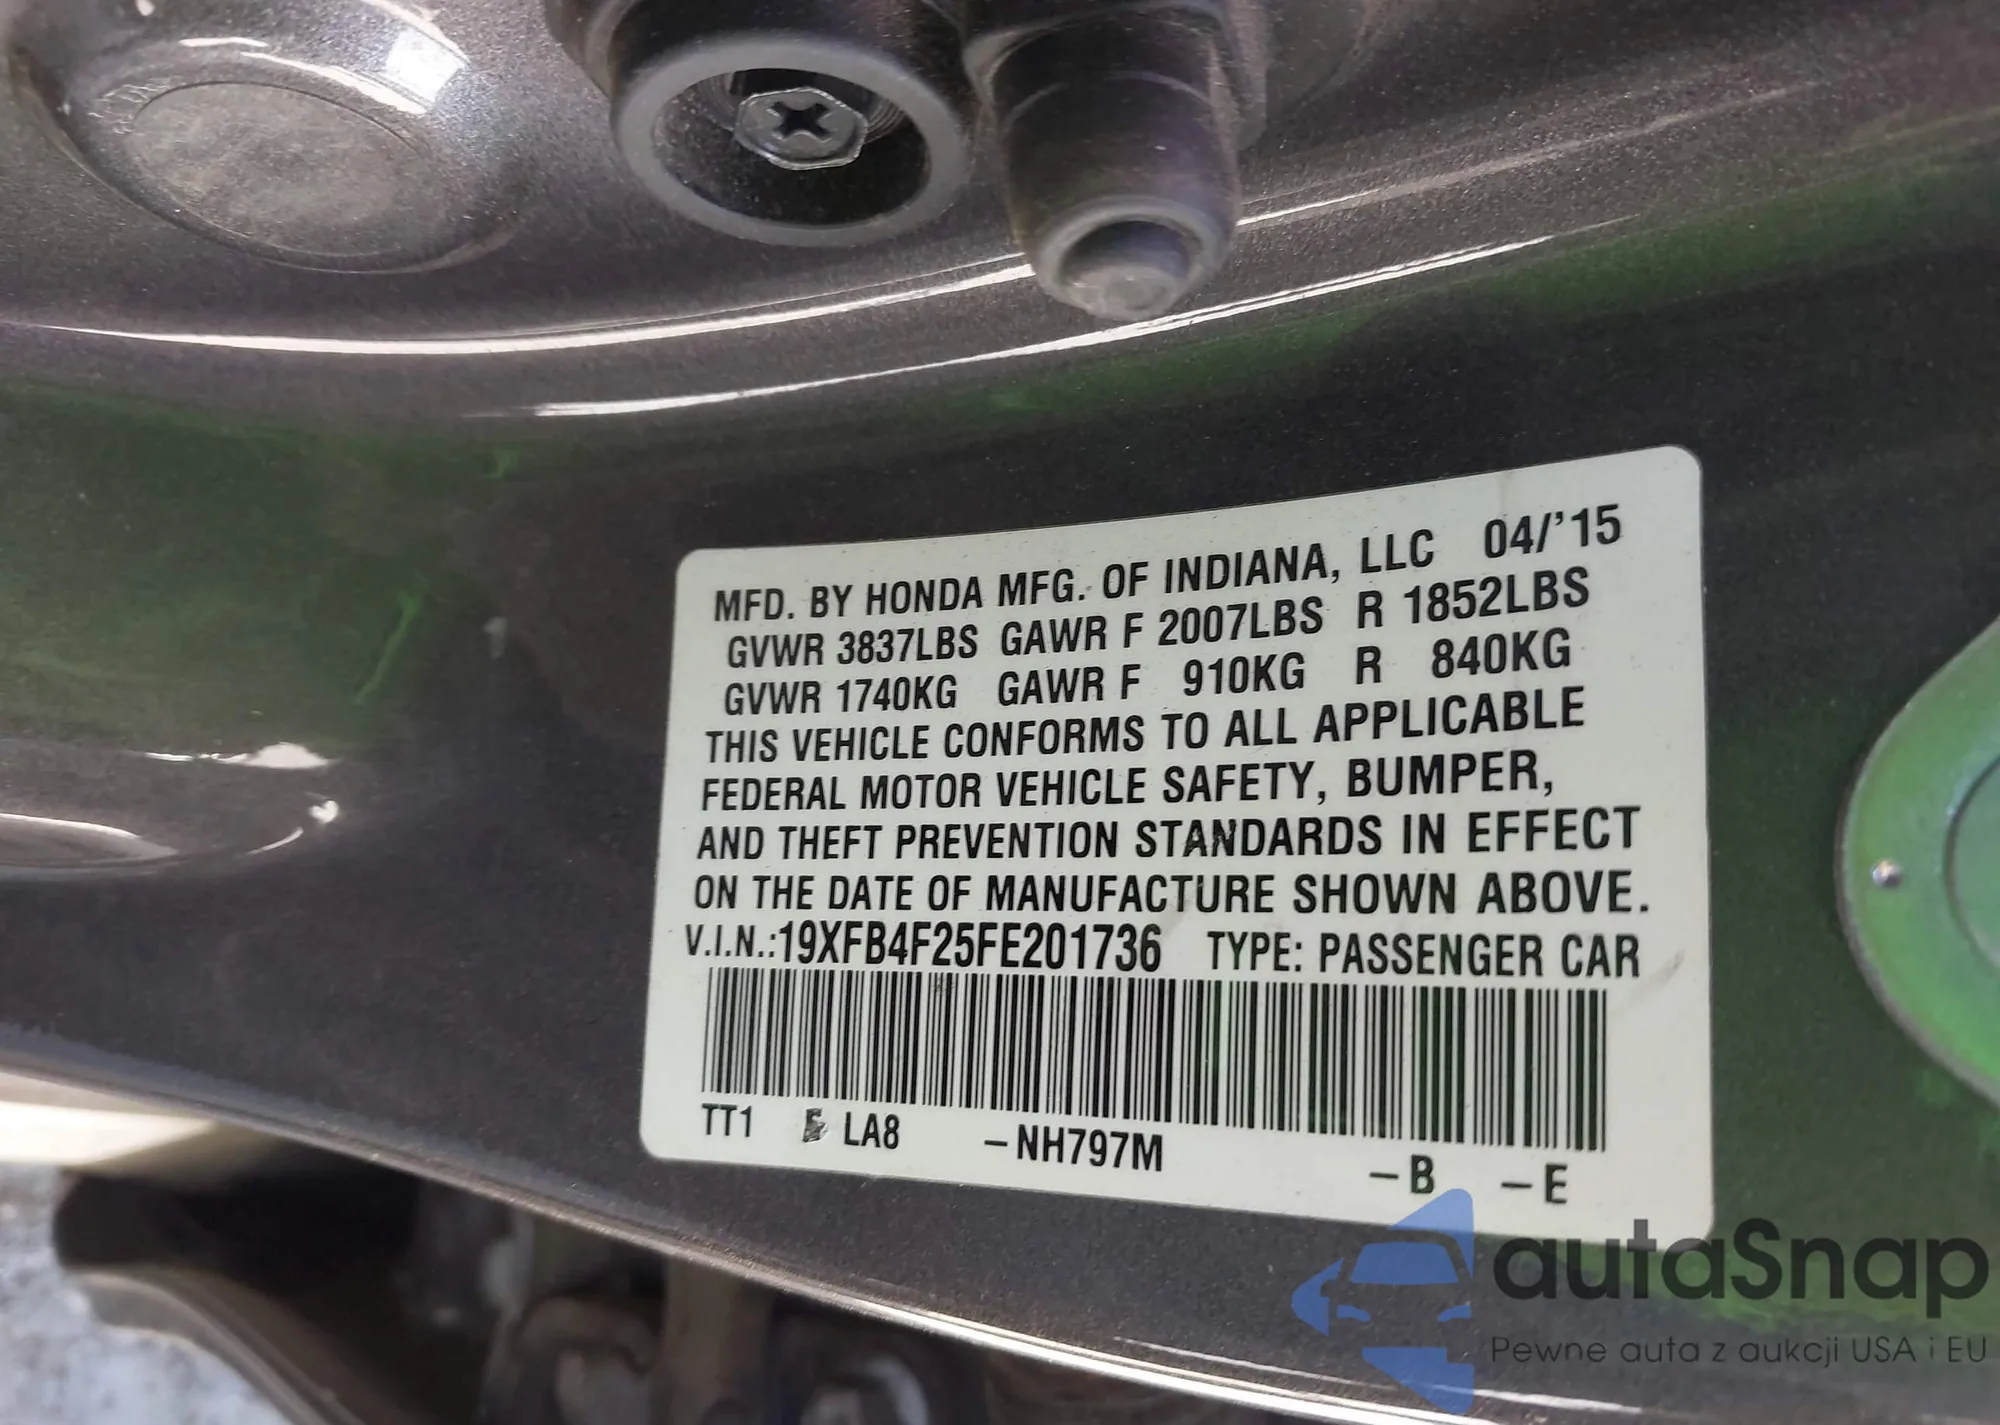 MFD. BY HONDA MFG. OF INDIANA, LLC 04/'15
GVWR 3837LBS GAWR F 2007LBS R 1852LBS
GVWR 1740KG GAWR F 910KG R 840KG
THIS VEHICLE CONFORMS TO ALL APPLICABLE
FEDERAL MOTOR VEHICLE SAFETY, BUMPER,
AND THEFT PREVENTION STANDARDS IN EFFECT
ON THE DATE OF MANUFACTURE SHOWN ABOVE.
V.I.N.:19XFB4F25FE201736 TYPE: PASSENGER CAR
TT1 LA8 –NH797M –B –E
autaSnap
Pewne auta z aukcji USA i EU